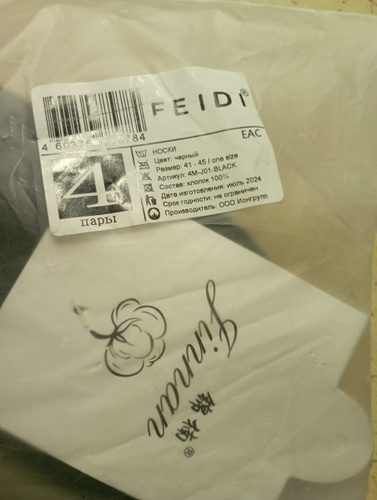 FEIDI®
EAC
4
пары
НОСКИ
Цвет: черный
Размер: 41 - 45 / one size
Артикул: 4M-J01-BLACK
Состав: хлопок 100%
Дата изготовления: июль 2024
Срок годности: не ограничен
Производитель: ООО Ионгрупп
Jinnan
®